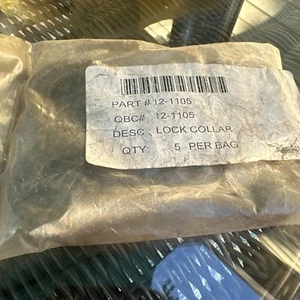 PART # 12-1105
QBC# 12-1105
DESC . LOCK COLLAR
QTY: 5 PER BAG